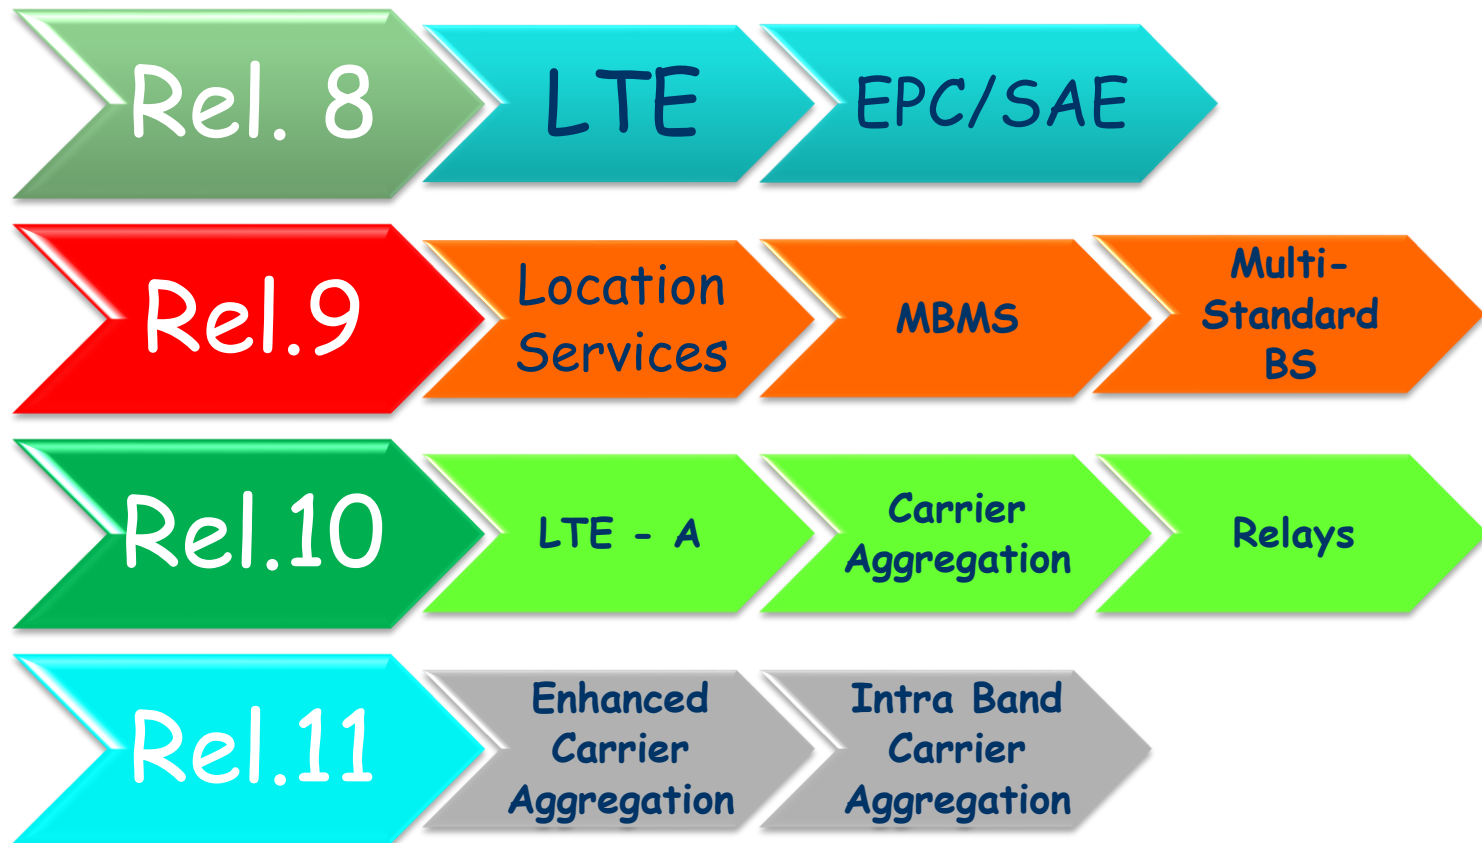 Rel. 8
LTE
EPC/SAE
Rel.9
Location
Services
MBMS
Multi-
Standard
BS
Rel.10
LTE - A
Carrier
Aggregation
Relays
Rel.11
Enhanced
Carrier
Aggregation
Intra Band
Carrier
Aggregation